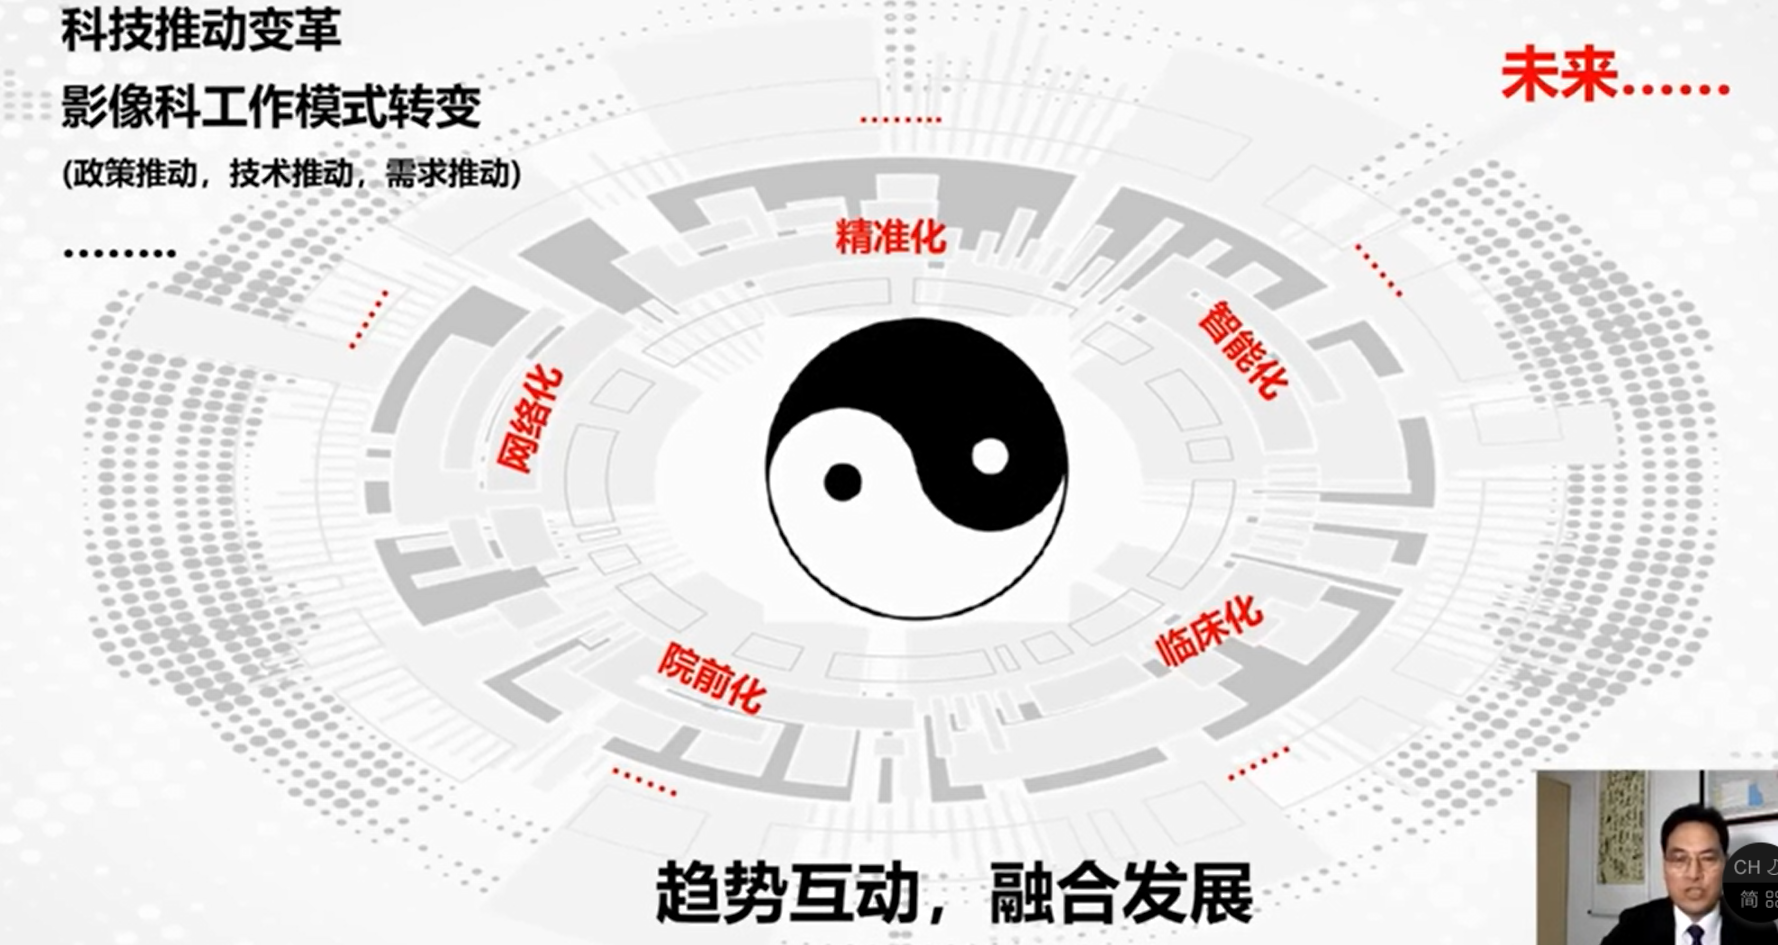 科技推动变革
影像科工作模式转变
(政策推动，技术推动，需求推动)
........
未来......
........
精准化
......
智能化
......
网络化
临床化
......
院前化
......
趋势互动，融合发展
CH
简